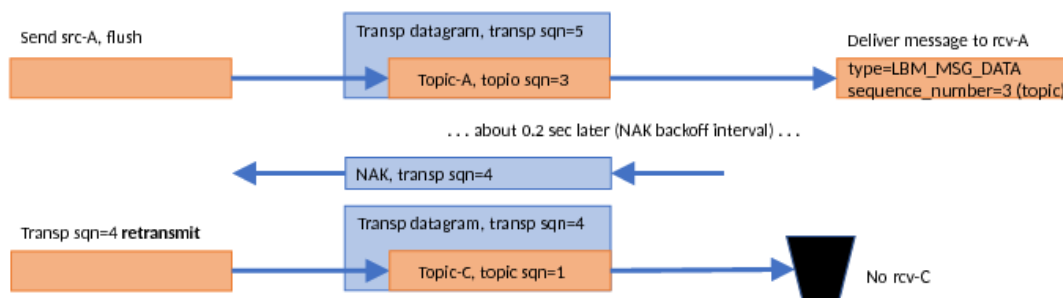 Send src-A, flush
Transp datagram, transp sqn=5
Topic-A, topio sqn=3
Deliver message to rcv-A
type=LBM_MSG_DATA
sequence_number=3 (topic)
. . . about 0.2 sec later (NAK backoff interval) . . .
NAK, transp sqn=4
Transp sqn=4 retransmit
Transp datagram, transp sqn=4
Topic-C, topic sqn=1
No rcv-C